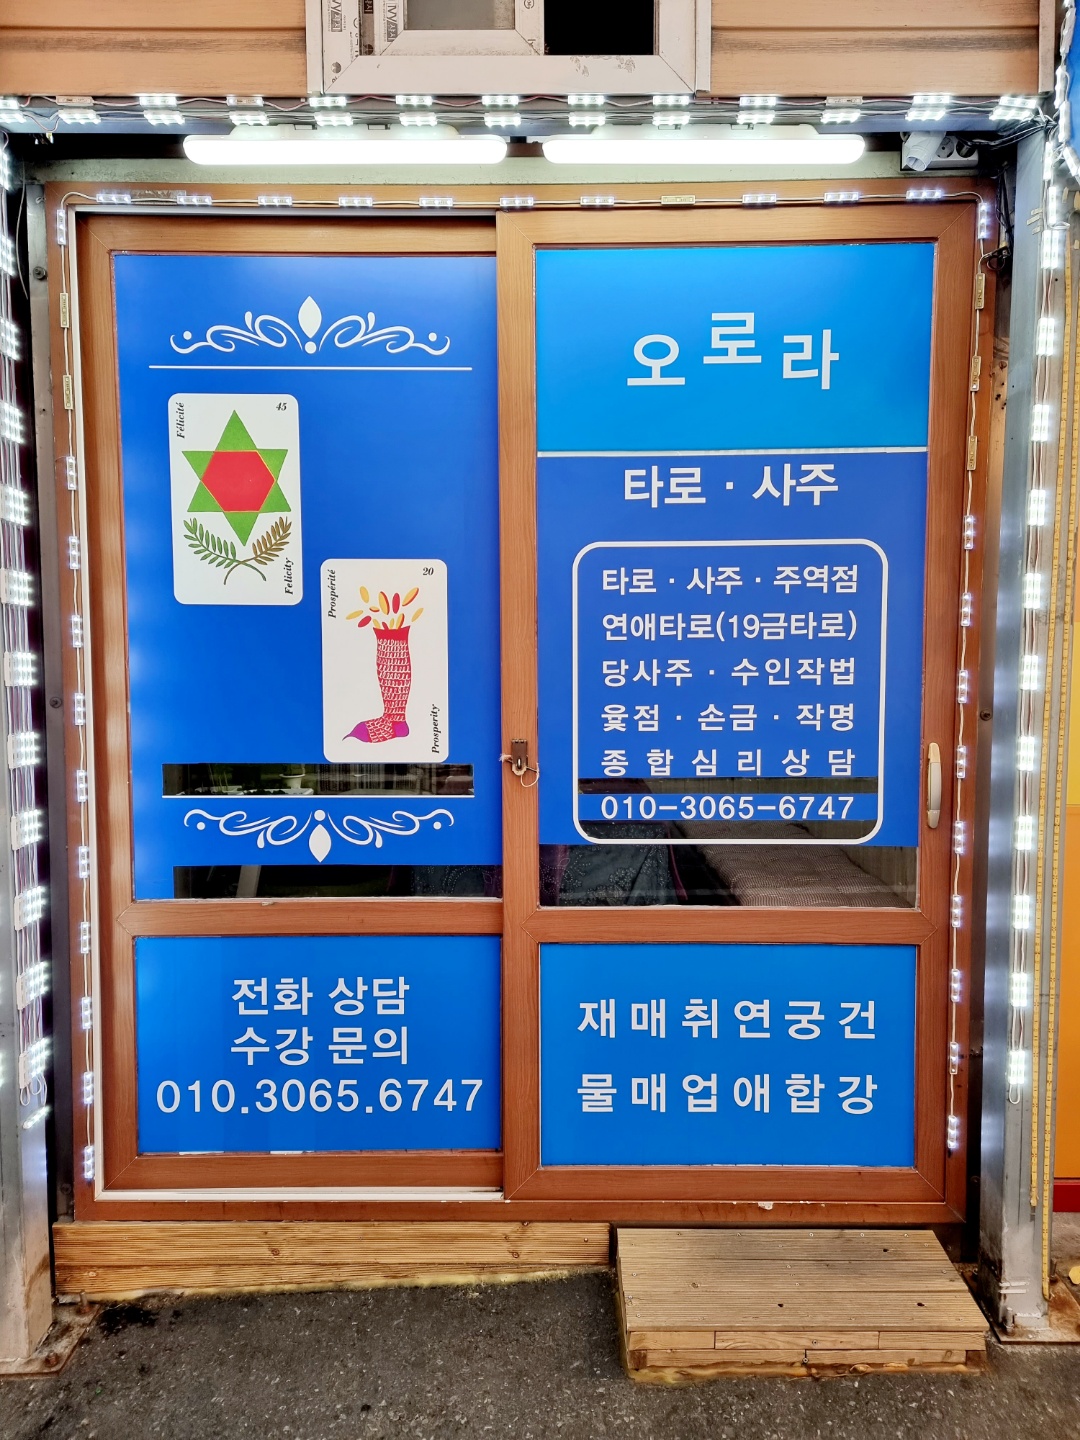 Félicité
45
Felicity
Prospérité
20
Prosperity
전화 상담
수강 문의
010.3065.6747
오로라
타로 · 사주
타로 · 사주 · 주역점
연애타로(19금타로)
당사주 · 수인작법
윷점 · 손금 · 작명
종합심리상담
010-3065-6747
재매취연궁건
물매업애합강